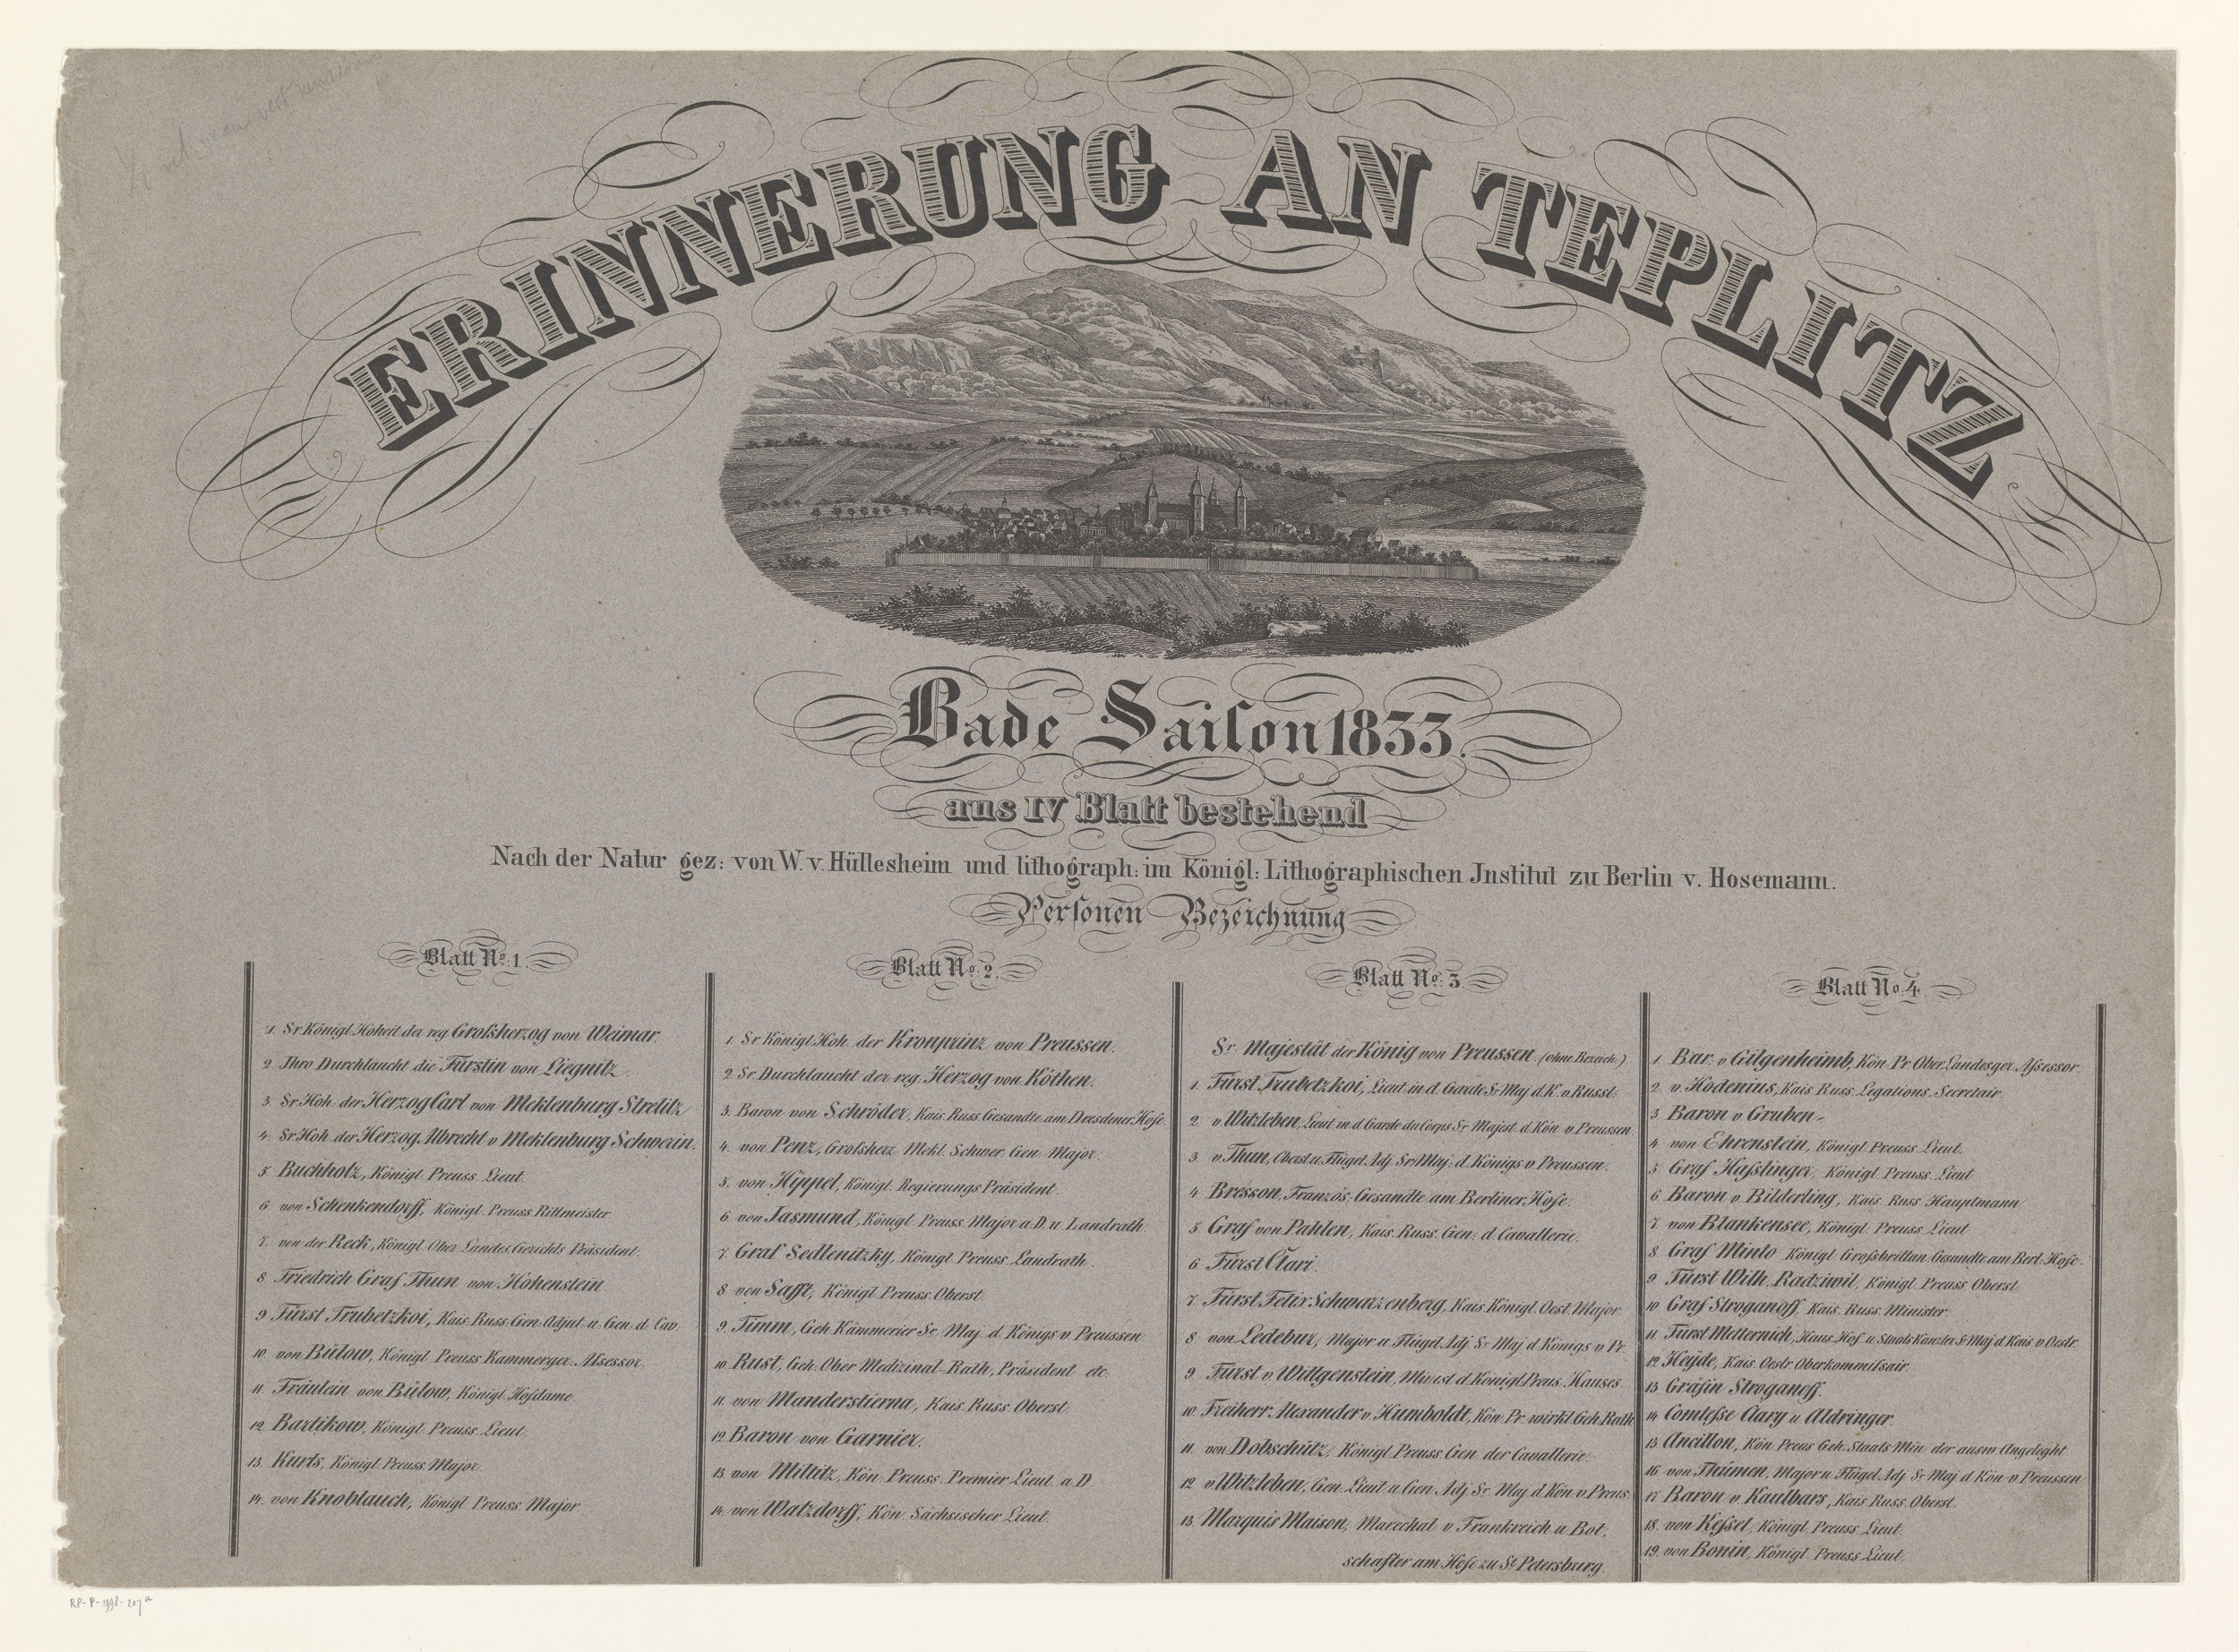 ERINNERUNG AN TEPLITZ
Bade Saiſon 1833.
aus IV Blatt bestehend
Nach der Natur gez: von W. v. Hüllesheim und lithograph: im Königl: Lithographischen Jnstitut zu Berlin v. Hosemann.
Perſonen Bezeichnung
Blatt No. 1.
1. Sr Königl. Hoheit der reg. Groſsherzog von Weimar.
2 Ihro Durchlaucht die Fürstin von Liegnitz.
3 Sr Hoh. der Herzog Carl von Meklenburg Strelitz
4. Sr Hoh. der Herzog Albrecht v Meklenburg Schwerin.
5 Buchholz, Königl. Preuss. Lieut.
6 von Schenkendorff, Königl. Preuss Rittmeister
7. von der Reck, Königl. Ober Landes Gerichts Präsident.
8 Friedrich Graf Thun von Hohenstein
9 Fürst Trubetzkoi, Kais. Russ. Gen. Adjut. u. Gen. d. Cav.
10. von Bülow, Königl. Preuss Kammerger. Aſsessor.
11. Fräulein von Bülow, Königl. Hofdame
12 Bartikow, Königl. Preuss. Lieut.
13. Kurts, Königl. Preuss. Major.
14. von Knoblauch, Königl. Preuss. Major.
Blatt No. 2.
1. Sr. Königl. Hoh. der Kronprinz von Preussen.
2 Sr Durchlaucht der reg. Herzog von Köthen.
3. Baron von Schröder, Kais. Russ Gesandte am Dresdener Hofe
4. von Penz, Groſsherz. Mekl. Schwer. Gen. Major.
5. von Hippel, Königl. Regierungs Präsident.
6 von Jasmund, Königl. Preuss. Major a. D. u. Landrath.
7. Graf Sedlenitzky, Königl. Preuss. Landrath.
8. von Safft, Königl. Preuss. Oberst.
9. Timm, Geh. Kämmerier Sr. Maj. d. Königs v Preussen
10 Rust, Geh. Ober Medizinal-Rath, Präsident etc.
11. von Manderstierna, Kais. Russ. Oberst.
12 Baron von Garnier.
13 von Miltitz, Kön. Preuss. Premier Lieut. a. D.
14. von Watzdorff, Kön. Sächsischer Lieut.
Blatt No. 3
Sr. Majestät der König von Preussen. (ohne Bezeich.)
1. Fürst Trubetzkoi, Lieut. in d. Garde Sr Maj. d. K. v. Russl:
2. v Witzleben, Lieut. in d. Garde du Corps Sr Majest. d. Kön. v. Preussen
3 v Thun, Oberst u. Flügel Adj Sr Maj. d. Königs v Preussen.
4 Bresson, Französ: Gesandte am Berliner Hofe.
5 Graf von Pahlen, Kais. Russ. Gen: d. Cavallerie.
6 Fürst Clari.
7 Fürst Felix Schwarzenberg, Kais. Königl. Oest. Major
8 von Ledebur, Major u Flügel Adj Sr Maj d. Königs v Pr.
9 Fürst v. Wittgenstein, Minist d. Königl. Preus. Hauses.
10 Freiherr Alexander v Humboldt, Kön. Pr. wirkl. Geh. Rath
11. von Dobschütz, Königl. Preuss. Gen. der Cavallerie.
12 v Witzleben, Gen. Lieut. u Gen. Adj. Sr Maj. d. Kön. v Preus.
13. Marquis Maison, Marechal v Frankreich u. Bot,
schafter am Hofe zu St. Petersburg.
Blatt No. 4.
1. Bar. v Gilgenheimb, Kön. Pr. Ober Landesger. Aſsessor.
2. v. Hodenius, Kais. Russ. Legations. Secretair.
3 Baron v Gruben.
4 von Ehrenstein, Königl. Preuss. Lieut.
5 Graf Haſslinger, Königl. Preuss. Lieut
6 Baron v Bilderling, Kais. Russ. Hauptmann
7. von Blankensee, Königl. Preuss Lieut
8 Graf Minto Königl. Groſsbrittan. Gesandte am Berl. Hofe
9 Fürst Wilh. Radziwil, Königl. Preuss. Oberst.
10 Graf Stroganoff. Kais. Russ. Minister.
11 Fürst Metternich, Haus. Hof. u Staats Kanzler Sr Maj. d. Kais. v Oestr.
12 Heyde, Kais. Oestr Oberkommiſsair.
13 Gräfin Stroganoff.
14 Comteſse Clary u Aldringer.
15 Ancillon, Kön. Preus Geh. Staats Min. der ausw. Angeleght.
16 von Thümen, Major u Flügel. Adj Sr Maj d. Kön v Preussen.
17 Baron v Kaulbars, Kais. Russ. Oberst.
18. von Keſsel, Königl. Preuss. Lieut.
19. von Bonin, Königl. Preuss. Lieut.
RP-P-1998-207a